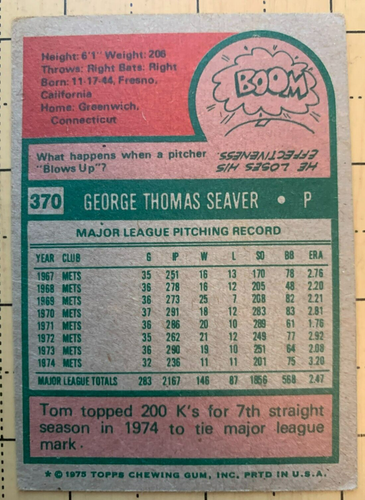 Height: 6'1" Weight: 206
Throws: Right Bats: Right
Born: 11-17-44, Fresno,
California
Home: Greenwich,
Connecticut
BOOM
What happens when a pitcher
"Blows Up"?
HE LOSES HIS
EFFECTIVENESS
370 GEORGE THOMAS SEAVER • P
MAJOR LEAGUE PITCHING RECORD
YEAR CLUB G IP W L SO BB ERA
1967 METS 35 251 16 13 170 78 2.76
1968 METS 36 278 16 12 205 48 2.20
1969 METS 36 273 25 7 208 82 2.21
1970 METS 37 291 18 12 283 83 2.81
1971 METS 36 286 20 10 289 61 1.76
1972 METS 35 262 21 12 249 77 2.92
1973 METS 36 290 19 10 251 64 2.08
1974 METS 32 236 11 11 201 75 3.20
MAJOR LEAGUE TOTALS 283 2167 146 87 1856 568 2.47
Tom topped 200 K's for 7th straight
season in 1974 to tie major league
mark.
* © 1975 TOPPS CHEWING GUM, INC. PRTD IN U.S.A.